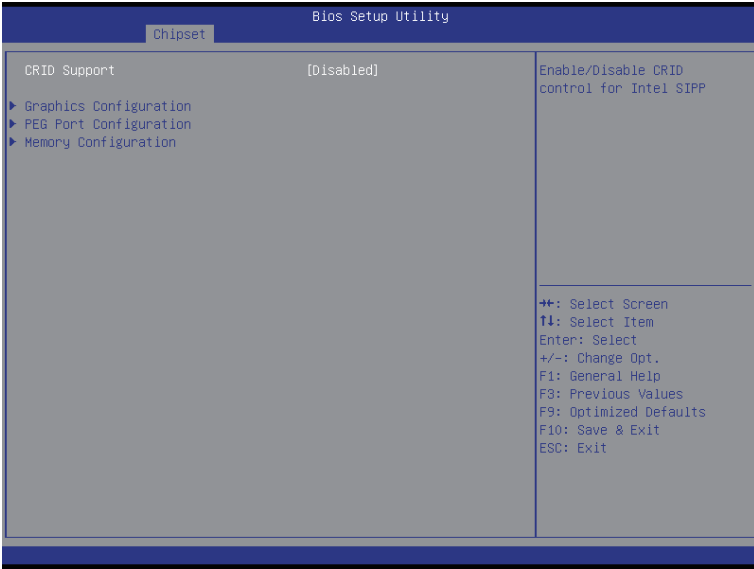 Bios Setup Utility
Chipset
CRID Support [Disabled]
Graphics Configuration
PEG Port Configuration
Memory Configuration
Enable/Disable CRID
control for Intel SIPP
→←: Select Screen
↑↓: Select Item
Enter: Select
+/-: Change Opt.
F1: General Help
F3: Previous Values
F9: Optimized Defaults
F10: Save & Exit
ESC: Exit